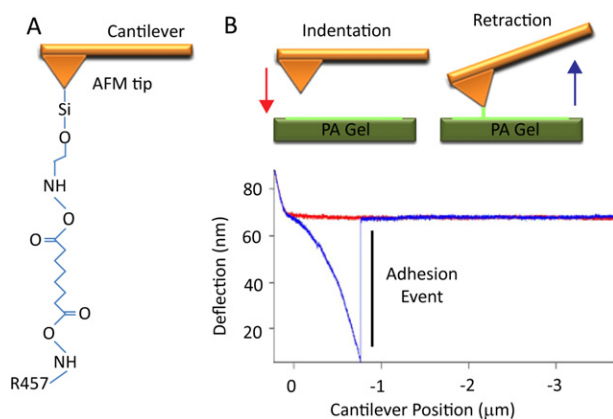 A
Cantilever
AFM tip
Si
O
NH
O
O
O
O
NH
R457
B
Indentation
Retraction
PA Gel
PA Gel
Deflection (nm)
80
60
40
20
Adhesion
Event
0
-1
-2
-3
Cantilever Position (μm)